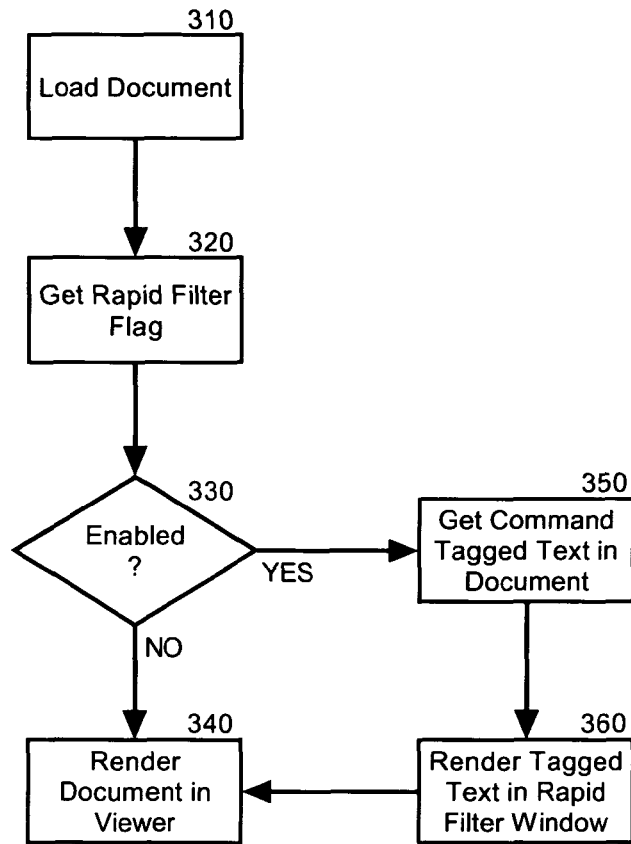 310
Load Document
320
Get Rapid Filter
Flag
330
Enabled
?
YES
NO
350
Get Command
Tagged Text in
Document
340
Render
Document in
Viewer
360
Render Tagged
Text in Rapid
Filter Window